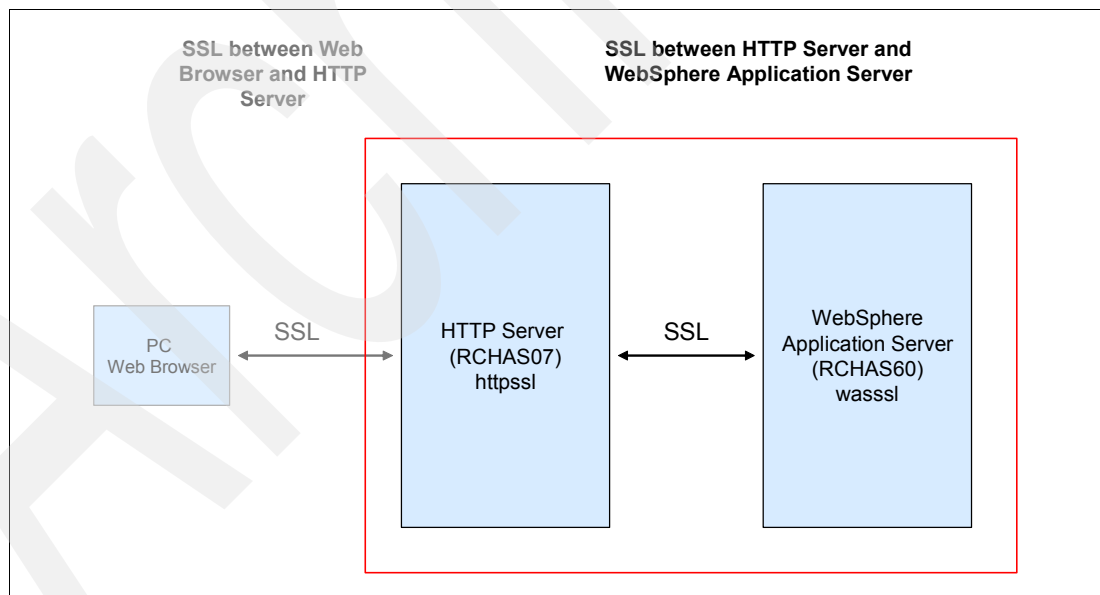 SSL between Web
Browser and HTTP
Server
SSL between HTTP Server and
WebSphere Application Server
PC
Web Browser
SSL
HTTP Server
(RCHAS07)
httpssl
SSL
WebSphere
Application Server
(RCHAS60)
wasssl